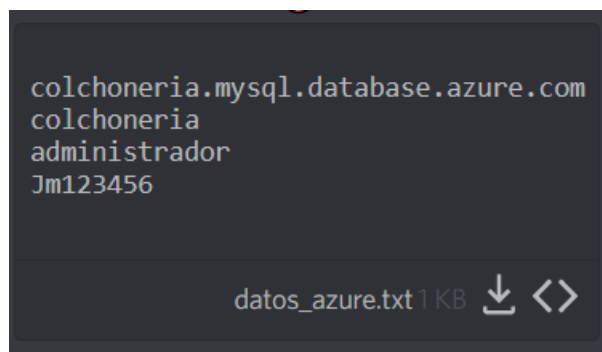 colchoneria.mysql.database.azure.com
colchoneria
administrador
Jm123456
datos_azure.txt 1 KB